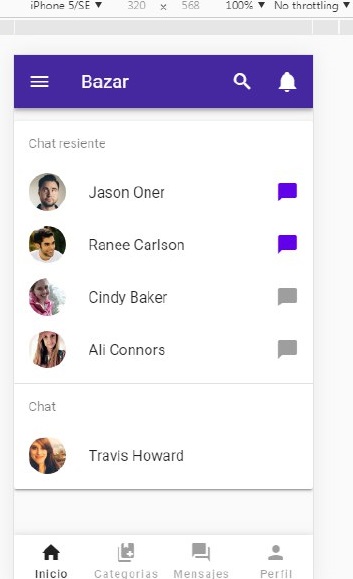 iPhone 5/SE ▼ 320 x 568 100% ▼ No throttling ▼
Bazar
Chat resiente
Jason Oner
Ranee Carlson
Cindy Baker
Ali Connors
Chat
Travis Howard
Inicio Categorias Mensajes Perfil